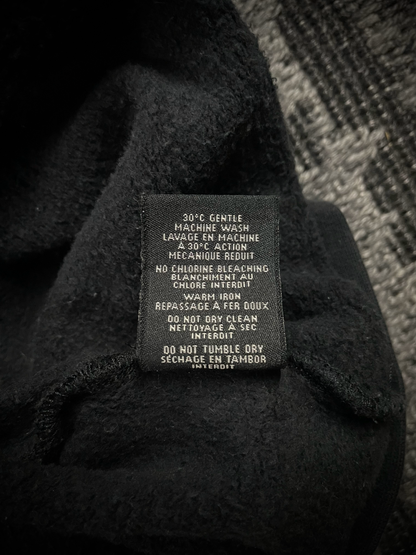 30°C GENTLE
MACHINE WASH
LAVAGE EN MACHINE
À 30°C ACTION
MECANIQUE REDUIT
NO CHLORINE BLEACHING
BLANCHIMENT AU
CHLORE INTERDIT
WARM IRON
REPASSAGE À FER DOUX
DO NOT DRY CLEAN
NETTOYAGE À SEC
INTERDIT
DO NOT TUMBLE DRY
SÉCHAGE EN TAMBOR
INTERDIT